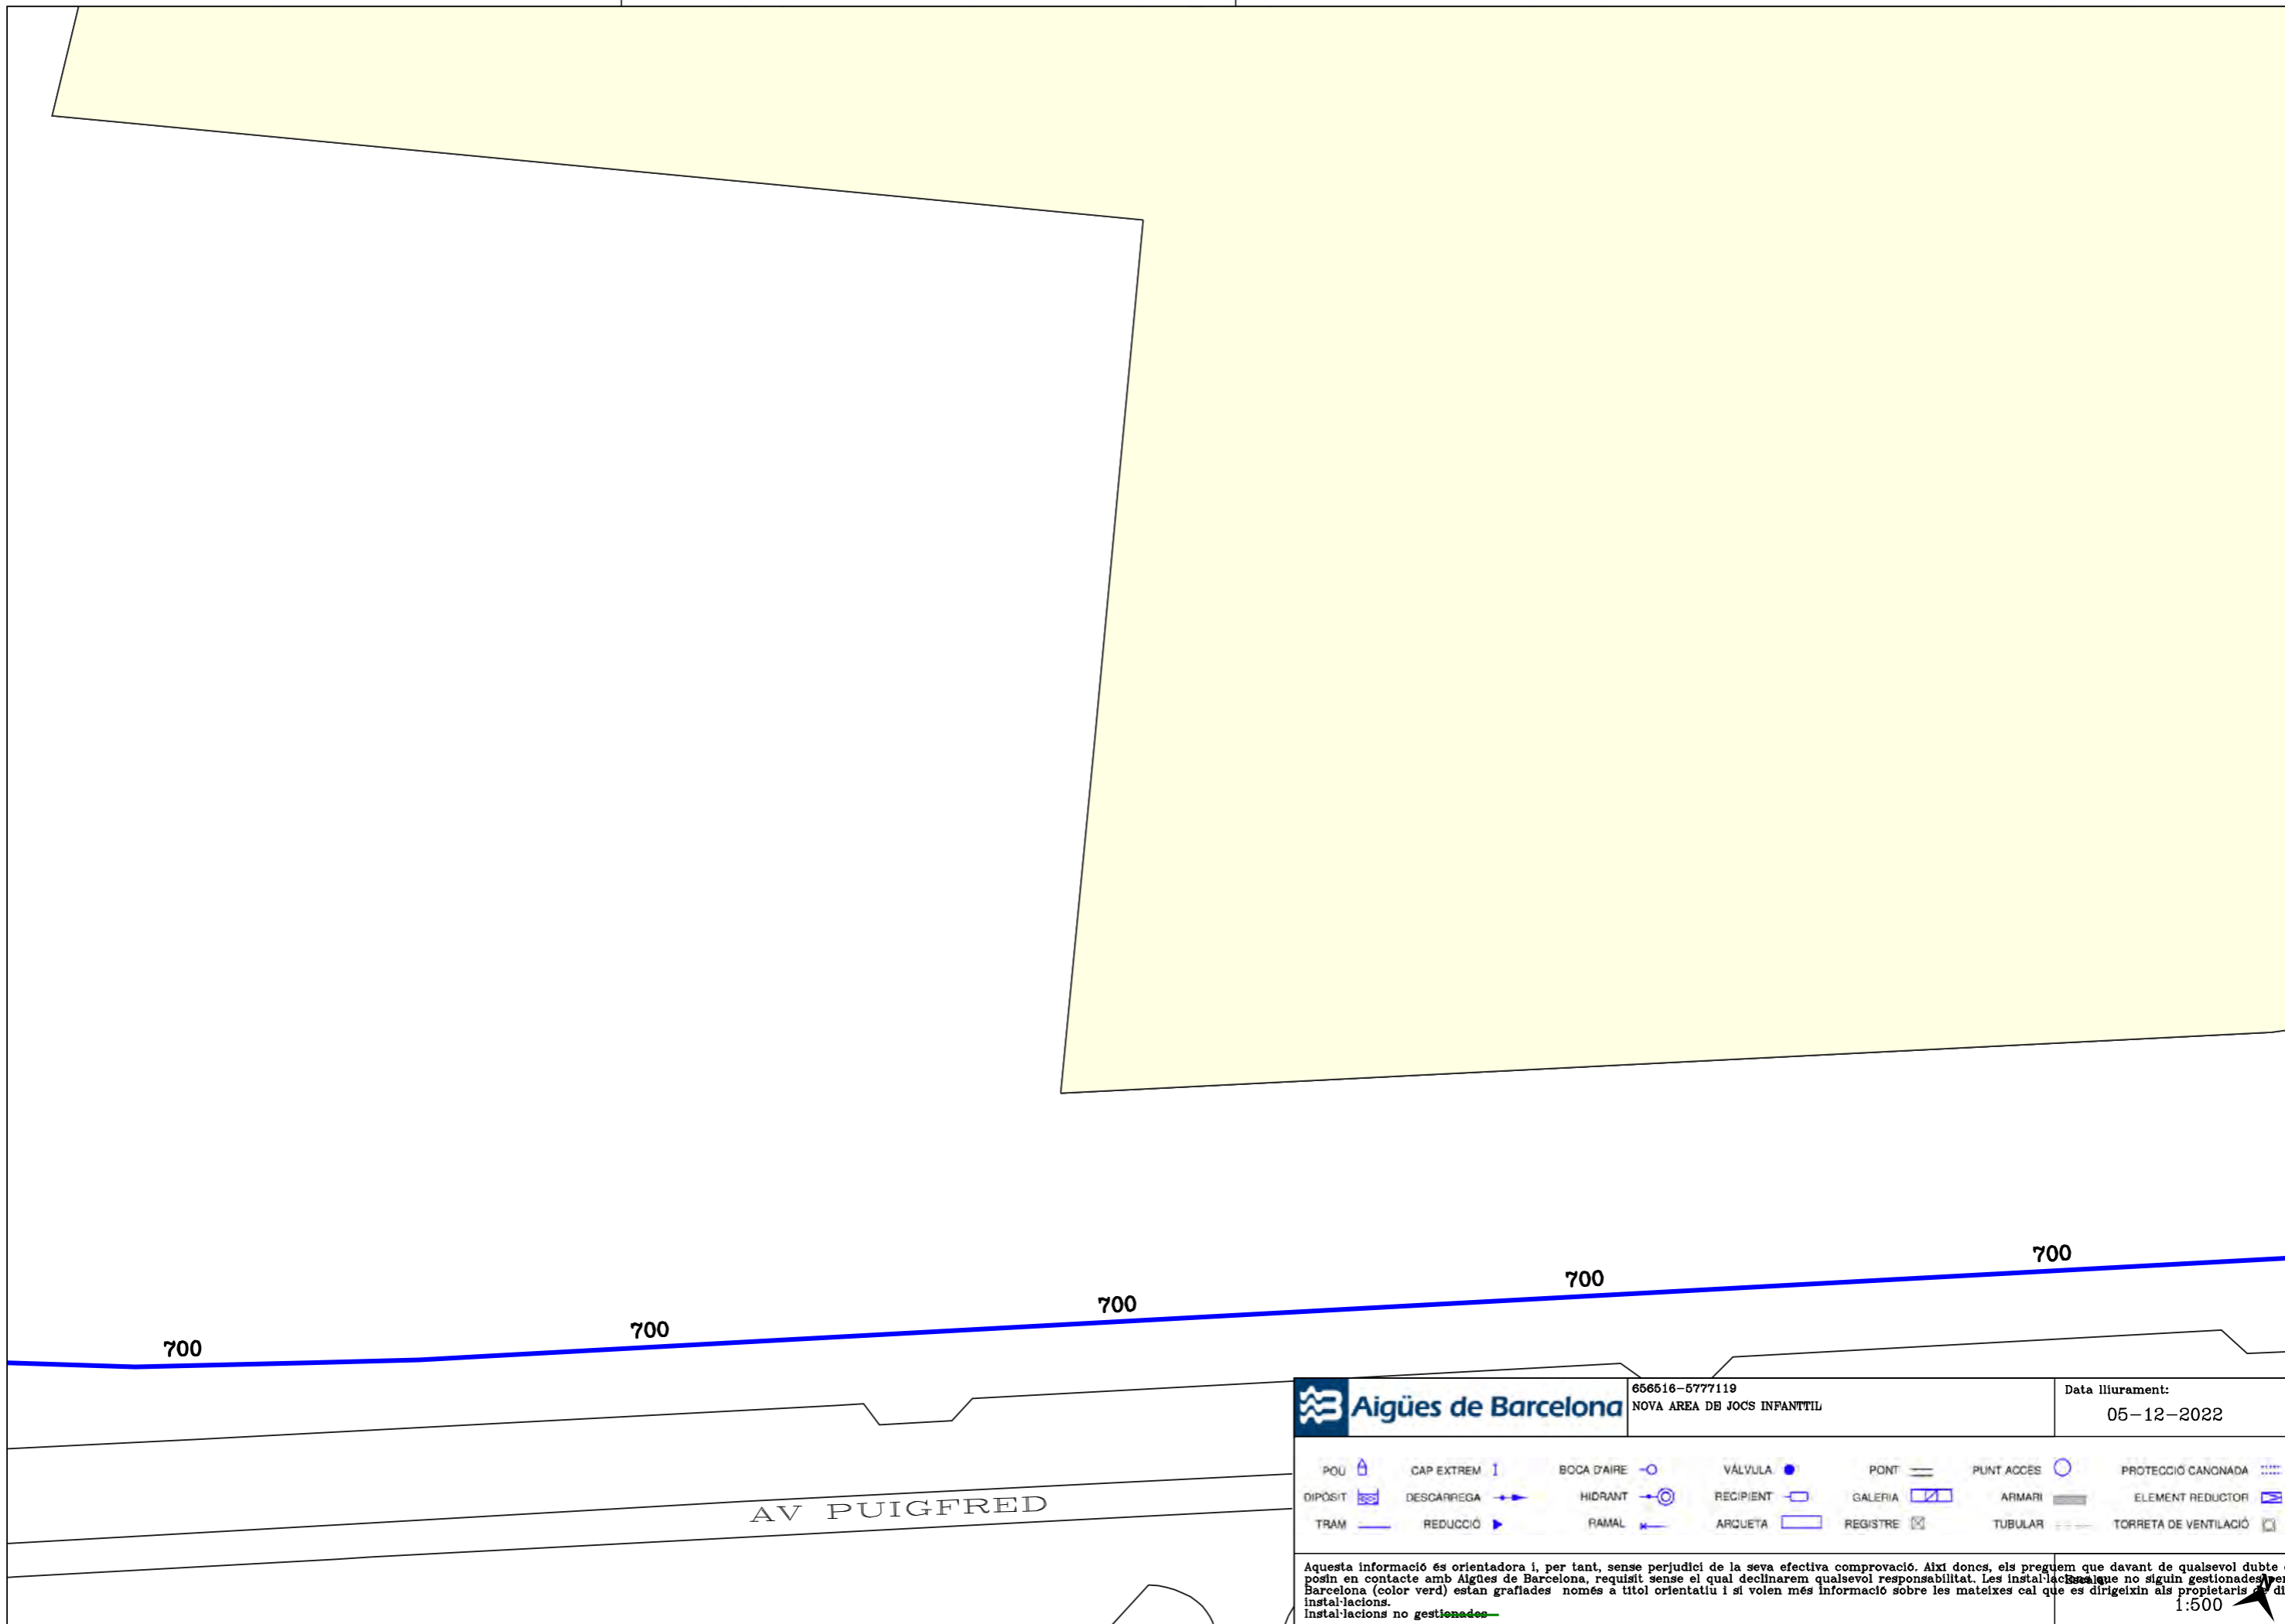 700
700
700
700
700
AV PUIGFRED
Aigües de Barcelona
656516-5777119
NOVA AREA DE JOCS INFANTTIL
Data lliurament:
05-12-2022
POU CAP EXTREM BOCA D'AIRE VÀLVULA PONT PUNT ACCÉS PROTECCIÓ CANONADA
DIPÒSIT DESCÀRREGA HIDRANT RECIPIENT GALERIA ARMARI ELEMENT REDUCTOR
TRAM REDUCCIÓ RAMAL ARQUETA REGISTRE TUBULAR TORRETA DE VENTILACIÓ
Aquesta informació és orientadora i, per tant, sense perjudici de la seva efectiva comprovació. Així doncs, els preguem que davant de qualsevol dubte
posin en contacte amb Aigües de Barcelona, requisit sense el qual declinarem qualsevol responsabilitat. Les instal·lacions que no siguin gestionades
Barcelona (color verd) estan grafiades només a títol orientatiu i si volen més informació sobre les mateixes cal que es dirigeixin als propietaris
instal·lacions.
Instal·lacions no gestionades
Escala:
1:500
N